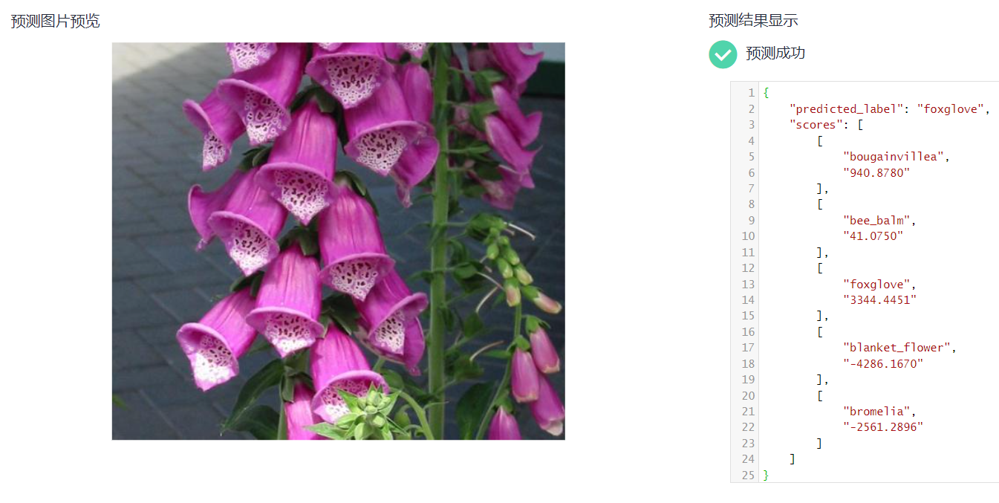 预测图片预览
预测结果显示
预测成功
1 {
2 "predicted_label": "foxglove",
3 "scores": [
4 [
5 "bougainvillea",
6 "940.8780"
7 ],
8 [
9 "bee_balm",
10 "41.0750"
11 ],
12 [
13 "foxglove",
14 "3344.4451"
15 ],
16 [
17 "blanket_flower",
18 "-4286.1670"
19 ],
20 [
21 "bromelia",
22 "-2561.2896"
23 ]
24 ]
25 }